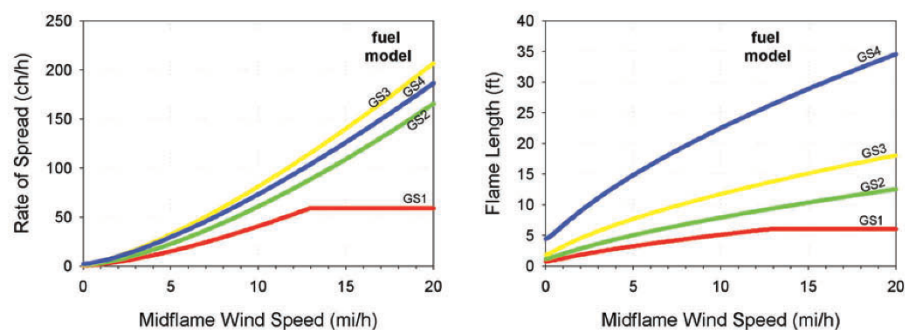 Rate of Spread (ch/h)
250
200
150
100
50
0
fuel
model
GS3
GS4
GS2
GS1
0 5 10 15 20
Midflame Wind Speed (mi/h)
Flame Length (ft)
40
35
30
25
20
15
10
5
0
fuel
model
GS4
GS3
GS2
GS1
0 5 10 15 20
Midflame Wind Speed (mi/h)